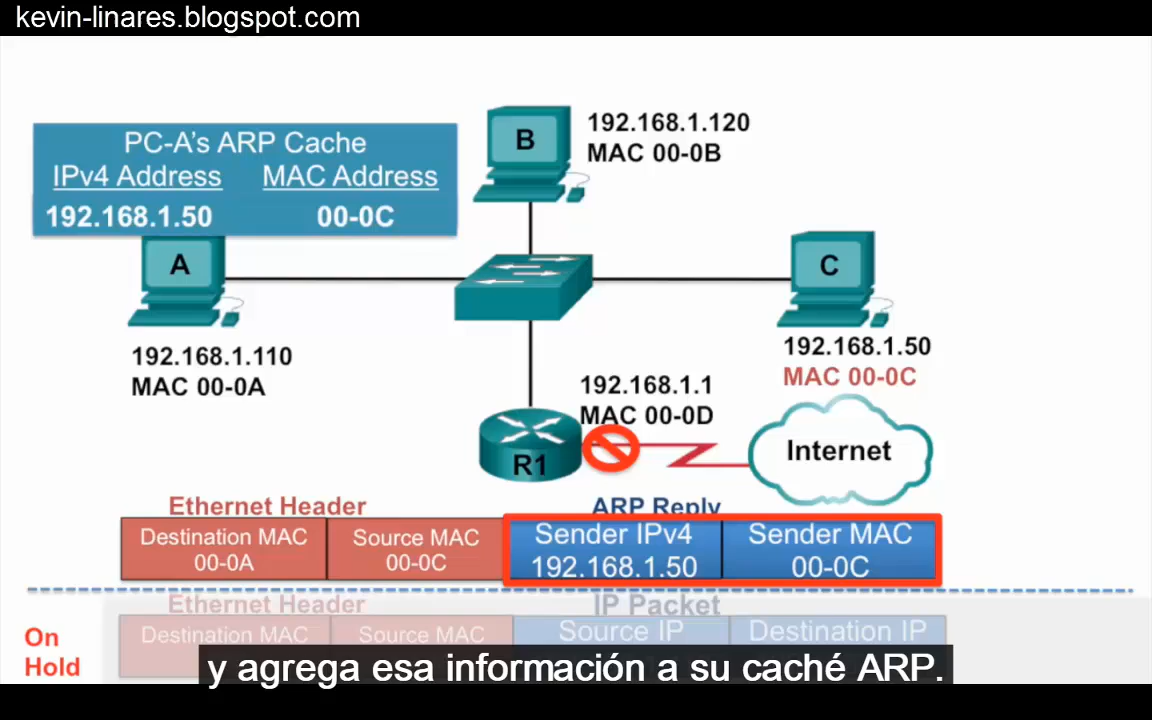 kevin-linares.blogspot.com
PC-A's ARP Cache
IPv4 Address MAC Address
192.168.1.50 00-0C
B
192.168.1.120
MAC 00-0B
A
192.168.1.110
MAC 00-0A
C
192.168.1.50
MAC 00-0C
192.168.1.1
MAC 00-0D
R1
Internet
Ethernet Header
ARP Reply
Destination MAC
00-0A
Source MAC
00-0C
Sender IPv4
192.168.1.50
Sender MAC
00-0C
On
Hold
Ethernet Header
IP Packet
Destination MAC
Source MAC
Source IP
Destination IP
y agrega esa información a su caché ARP.